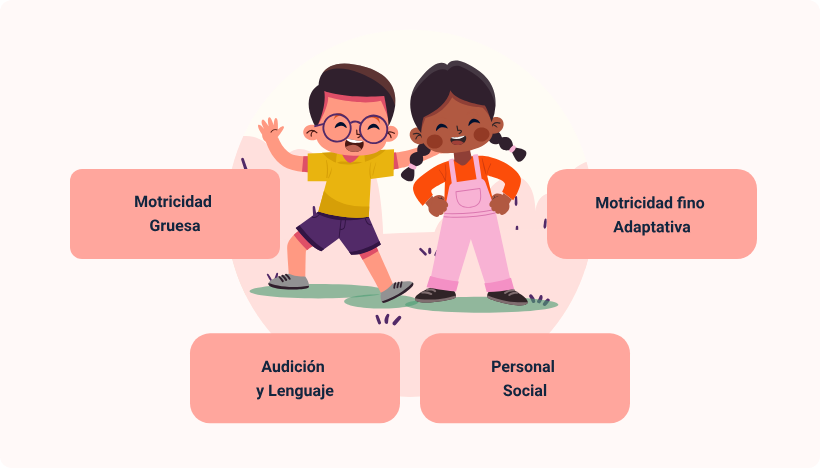 Motricidad
Gruesa
Motricidad fino
Adaptativa
Audición
y Lenguaje
Personal
Social